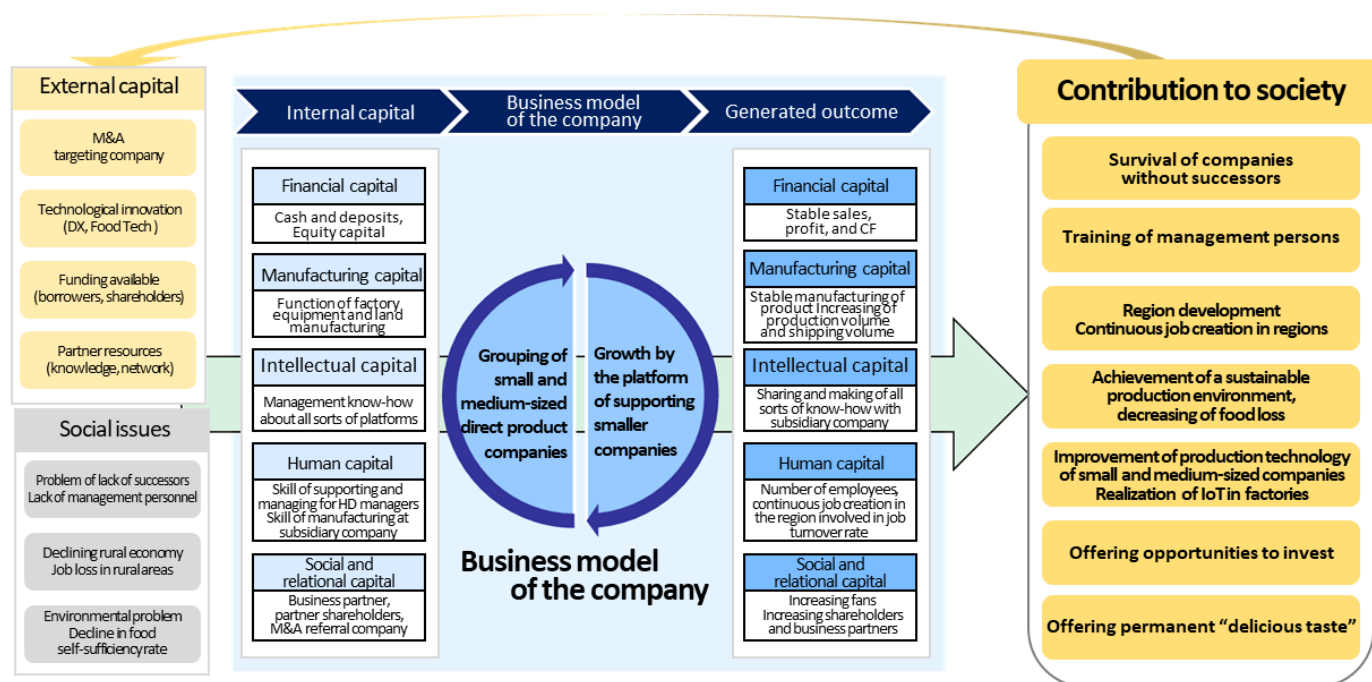 External capital
M&A
targeting company
Technological innovation
(DX, Food Tech )
Funding available
(borrowers, shareholders)
Partner resources
(knowledge, network)
Social issues
Problem of lack of successors
Lack of management personnel
Declining rural economy
Job loss in rural areas
Environmental problem
Decline in food
self-sufficiency rate
Internal capital
Business model
of the company
Generated outcome
Financial capital
Cash and deposits,
Equity capital
Manufacturing capital
Function of factory,
equipment and land
manufacturing
Intellectual capital
Management know-how
about all sorts of platforms
Human capital
Skill of supporting and
managing for HD managers
Skill of manufacturing at
subsidiary company
Social and
relational capital
Business partner,
partner shareholders,
M&A referral company
Grouping of
small and
medium-sized
direct product
companies
Growth by
the platform
of supporting
smaller
companies
Business model
of the company
Financial capital
Stable sales,
profit, and CF
Manufacturing capital
Stable manufacturing of
product Increasing of
production volume
and shipping volume
Intellectual capital
Sharing and making of all
sorts of know-how with
subsidiary company
Human capital
Number of employees,
continuous job creation in
the region involved in job
turnover rate
Social and
relational capital
Increasing fans
Increasing shareholders
and business partners
Contribution to society
Survival of companies
without successors
Training of management persons
Region development
Continuous job creation in regions
Achievement of a sustainable
production environment,
decreasing of food loss
Improvement of production technology
of small and medium-sized companies
Realization of IoT in factories
Offering opportunities to invest
Offering permanent “delicious taste”